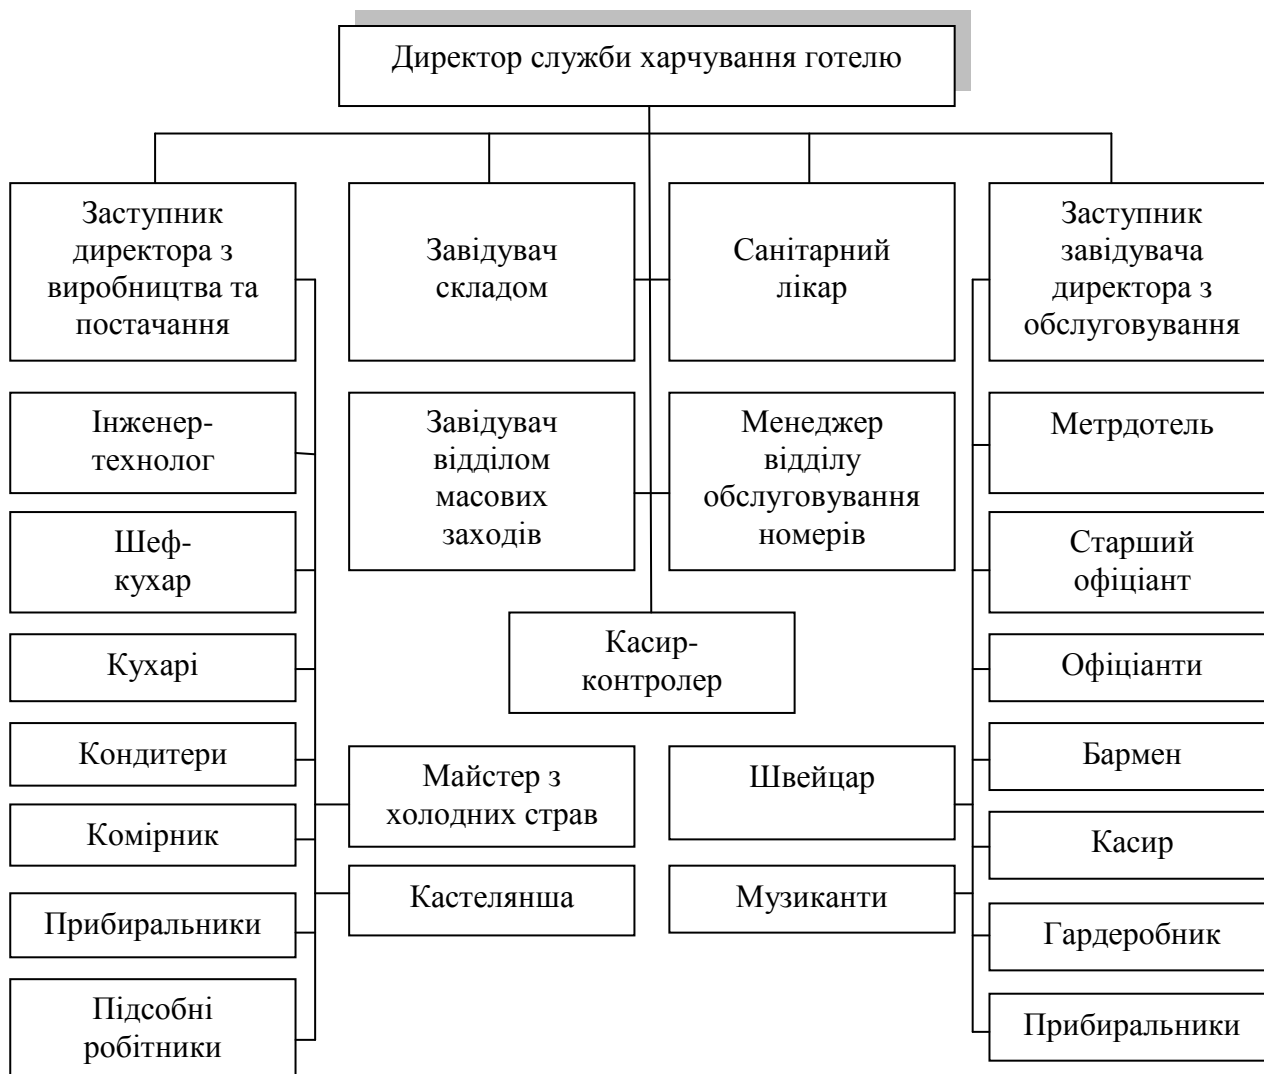 Директор служби харчування готелю
Заступник
директора з
виробництва та
постачання
Завідувач
складом
Санітарний
лікар
Заступник
завідувача
директора з
обслуговування
Інженер-
технолог
Завідувач
відділом
масових
заходів
Менеджер
відділу
обслуговування
номерів
Метрдотель
Шеф-
кухар
Старший
офіціант
Касир-
контролер
Кухарі
Офіціанти
Кондитери
Майстер з
холодних страв
Швейцар
Бармен
Комірник
Касир
Кастелянша
Музиканти
Прибиральники
Гардеробник
Підсобні
робітники
Прибиральники